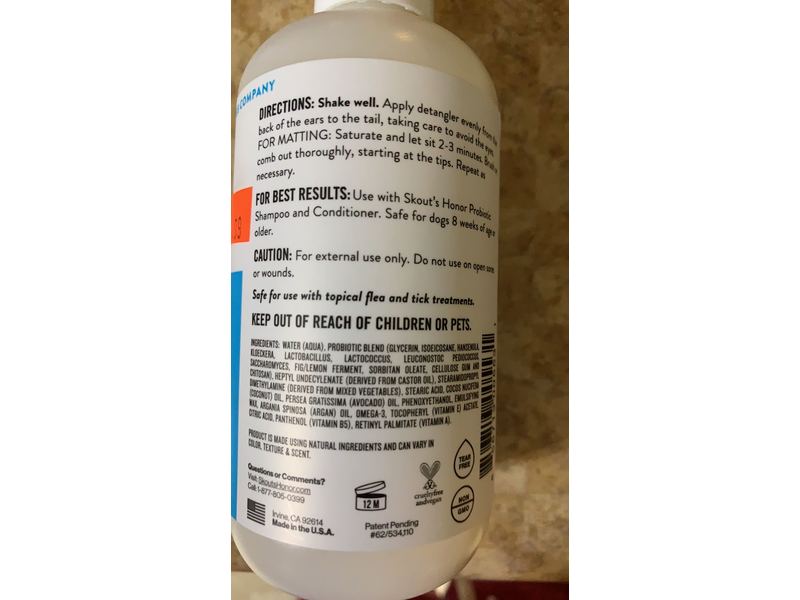 COMPANY
DIRECTIONS: Shake well. Apply detangler evenly from the
back of the ears to the tail, taking care to avoid the eyes.
FOR MATTING: Saturate and let sit 2-3 minutes. Brush or
comb out thoroughly, starting at the tips. Repeat as
necessary.
FOR BEST RESULTS: Use with Skout's Honor Probiotic
Shampoo and Conditioner. Safe for dogs 8 weeks of age or
older.
CAUTION: For external use only. Do not use on open sores
or wounds.
Safe for use with topical flea and tick treatments.
KEEP OUT OF REACH OF CHILDREN OR PETS.
INGREDIENTS: WATER (AQUA), PROBIOTIC BLEND (GLYCERIN, ISOEICOSANE, HANSENULA,
KLOECKERA, LACTOBACILLUS, LACTOCOCCUS, LEUCONOSTOC PEDIOCOCCUS,
SACCHAROMYCES, FIG/LEMON FERMENT, SORBITAN OLEATE, CELLULOSE GUM AND
CHITOSAN), HEPTYL UNDECYLENATE (DERIVED FROM CASTOR OIL), STEARAMIDOPROPYL
DIMETHYLAMINE (DERIVED FROM MIXED VEGETABLES), STEARIC ACID, COCOS NUCIFERA
(COCONUT) OIL, PERSEA GRATISSIMA (AVOCADO) OIL, PHENOXYETHANOL, EMULSIFYING
WAX, ARGANIA SPINOSA (ARGAN) OIL, OMEGA-3, TOCOPHERYL (VITAMIN E) ACETATE,
CITRIC ACID, PANTHENOL (VITAMIN B5), RETINYL PALMITATE (VITAMIN A).
PRODUCT IS MADE USING NATURAL INGREDIENTS AND CAN VARY IN
COLOR, TEXTURE & SCENT.
Questions or Comments?
Visit: SkoutsHonor.com
Call: 1-877-805-0399
Irvine, CA 92614
Made in the U.S.A.
12 M
Patent Pending
#62/534,110
crueltyfree
andvegan
TEAR
FREE
NON
GMO